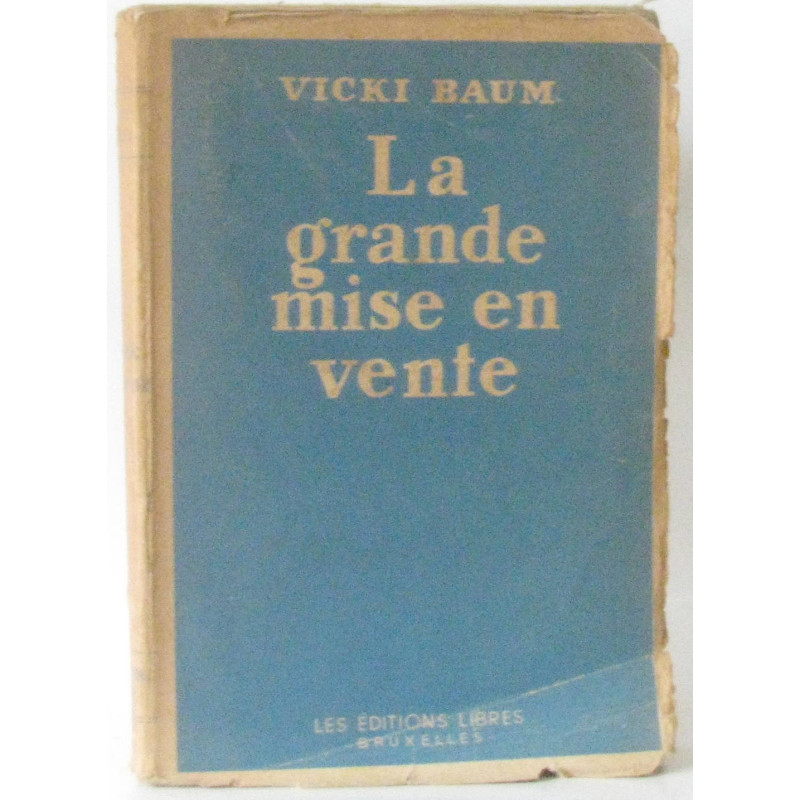 VICKI BAUM
La
grande
mise en
vente
LES ÉDITIONS LIBRES
BRUXELLES